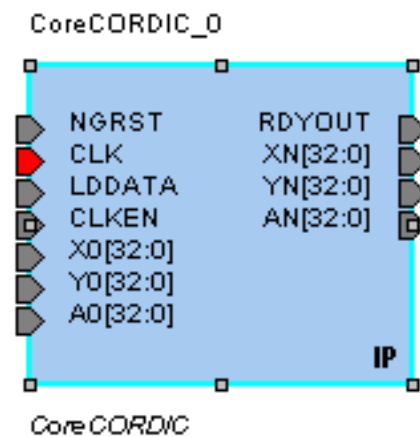 CoreCORDIC_0
NGRST RDYOUT
CLK XN[32:0]
LDDATA YN[32:0]
CLKEN AN[32:0]
X0[32:0]
Y0[32:0]
A0[32:0]
IP
CoreCORDIC